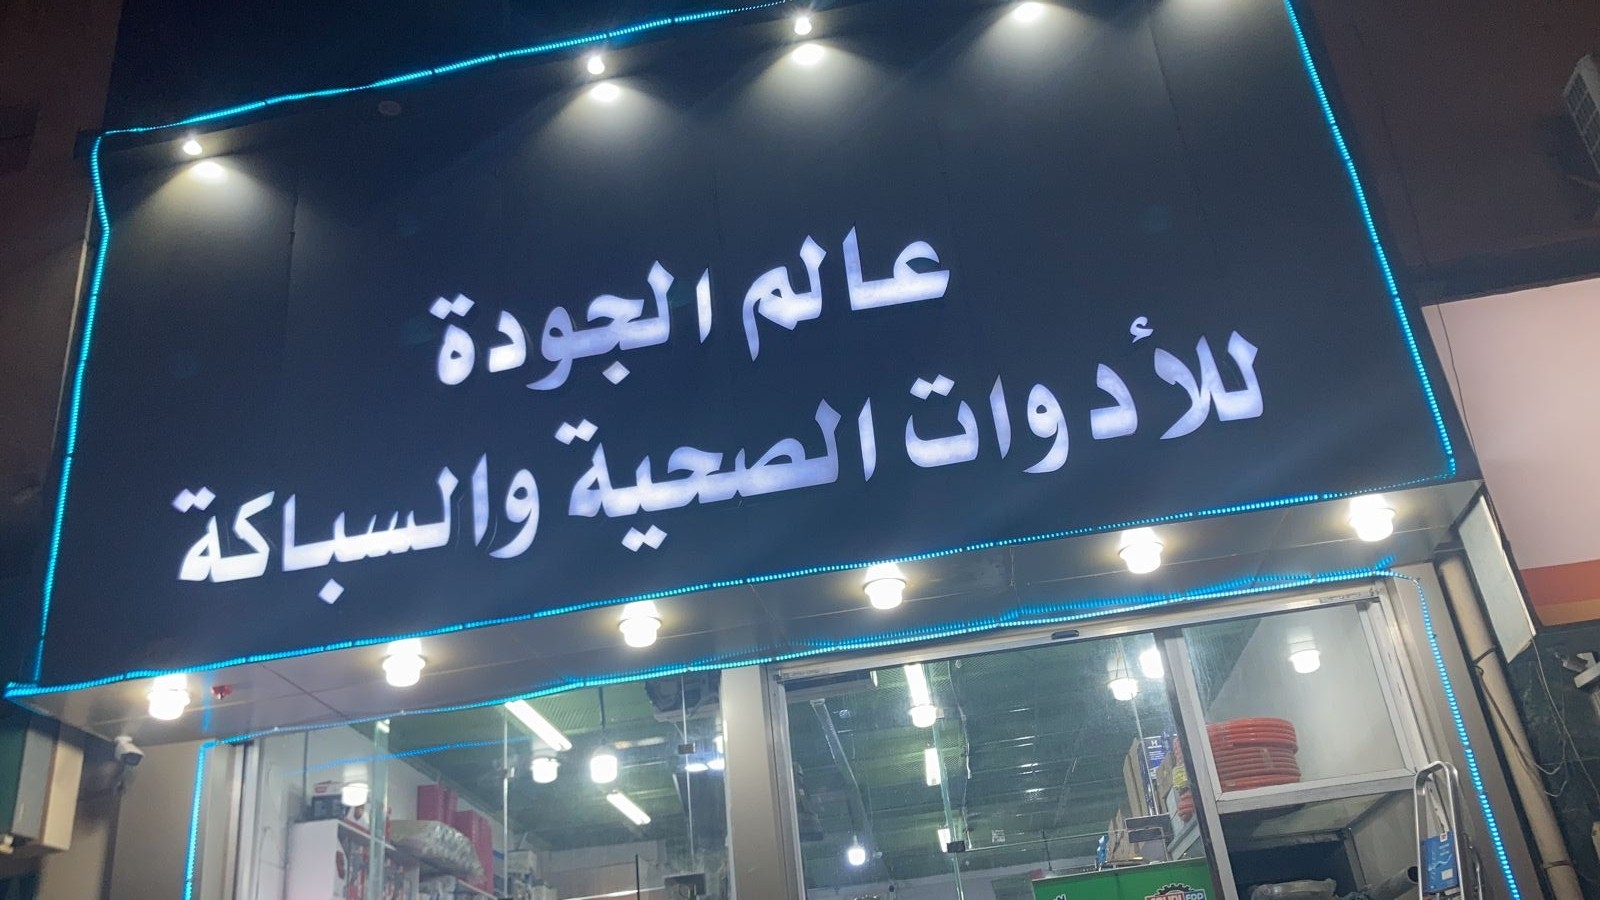 عالم الجودة
للأدوات الصحية والسباكة